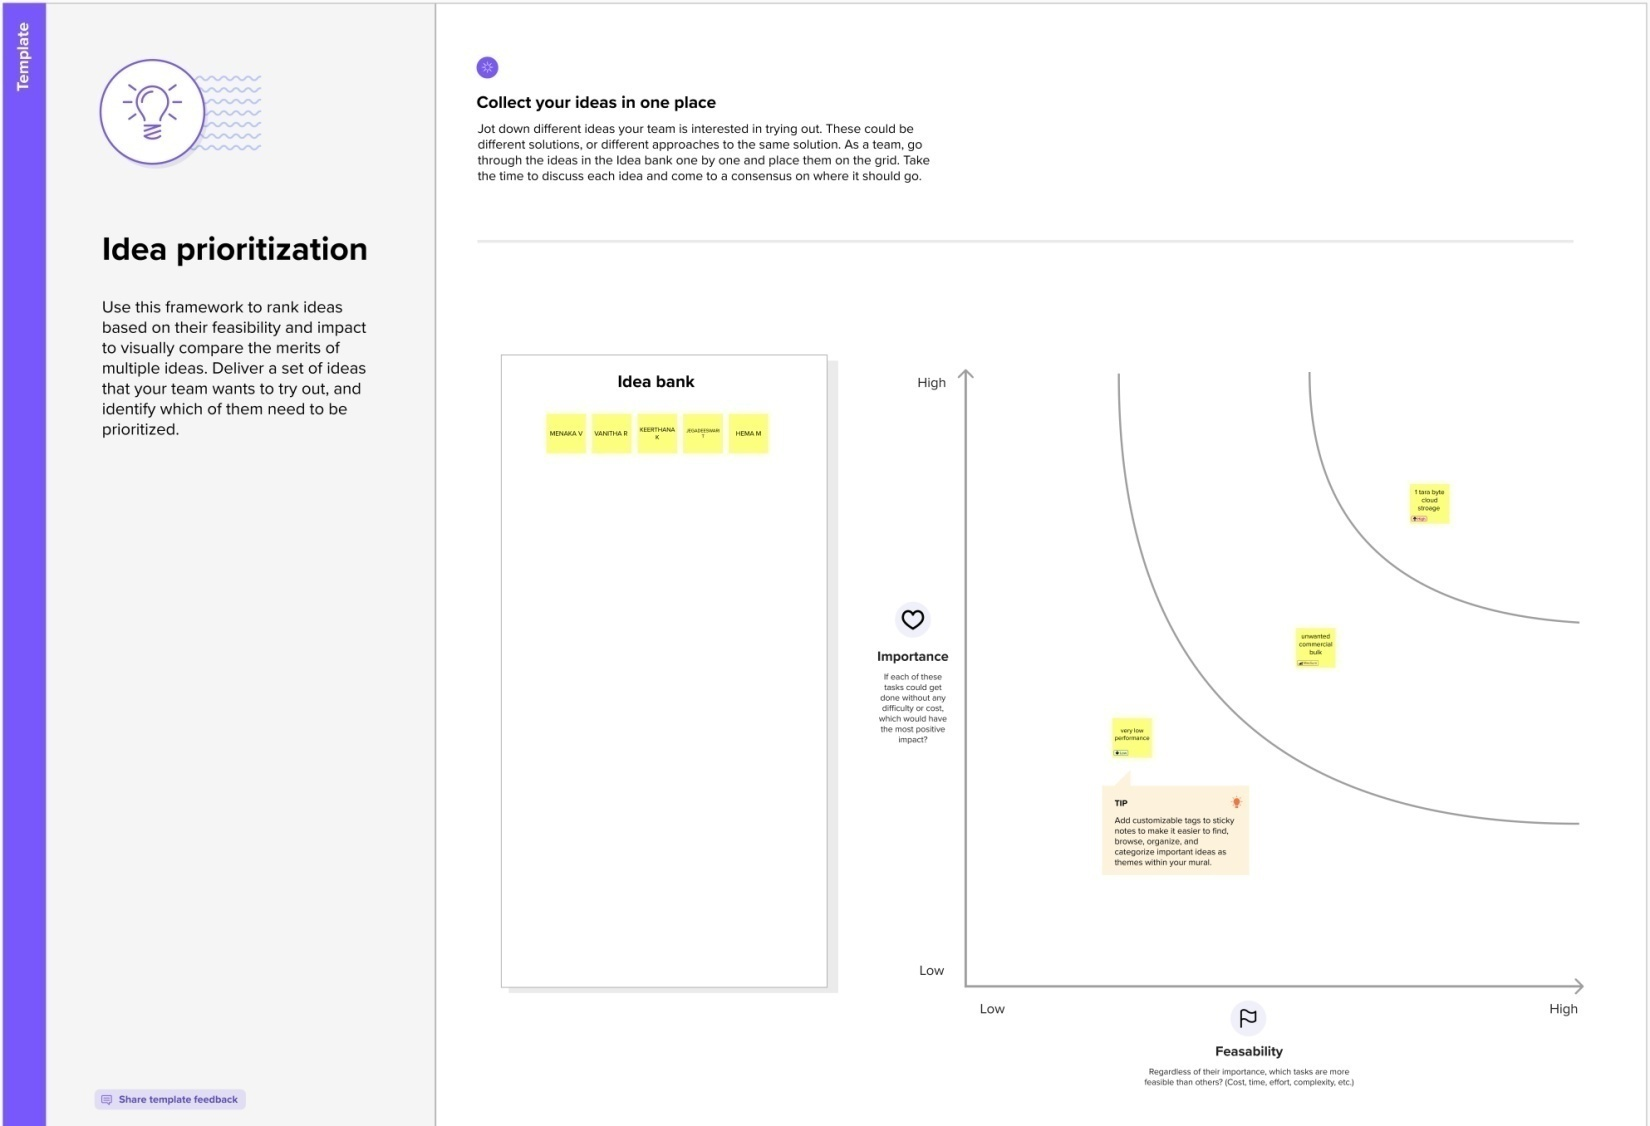 Template
Idea prioritization
Use this framework to rank ideas
based on their feasibility and impact
to visually compare the merits of
multiple ideas. Deliver a set of ideas
that your team wants to try out, and
identify which of them need to be
prioritized.
Share template feedback
Collect your ideas in one place
Jot down different ideas your team is interested in trying out. These could be
different solutions, or different approaches to the same solution. As a team, go
through the ideas in the Idea bank one by one and place them on the grid. Take
the time to discuss each idea and come to a consensus on where it should go.
Idea bank
MENAKA V
VANITHA R
KEERTHANA
K
JEGADEESWARI
T
HEMA M
High
Importance
If each of these
tasks could get
done without any
difficulty or cost,
which would have
the most positive
impact?
Low
1 tara byte
cloud
stroage
unwanted
commercial
bulk
very low
performance
Low
TIP
Add customizable tags to sticky
notes to make it easier to find,
browse, organize, and
categorize important ideas as
themes within your mural.
Low
High
Feasability
Regardless of their importance, which tasks are more
feasible than others? (Cost, time, effort, complexity, etc.)